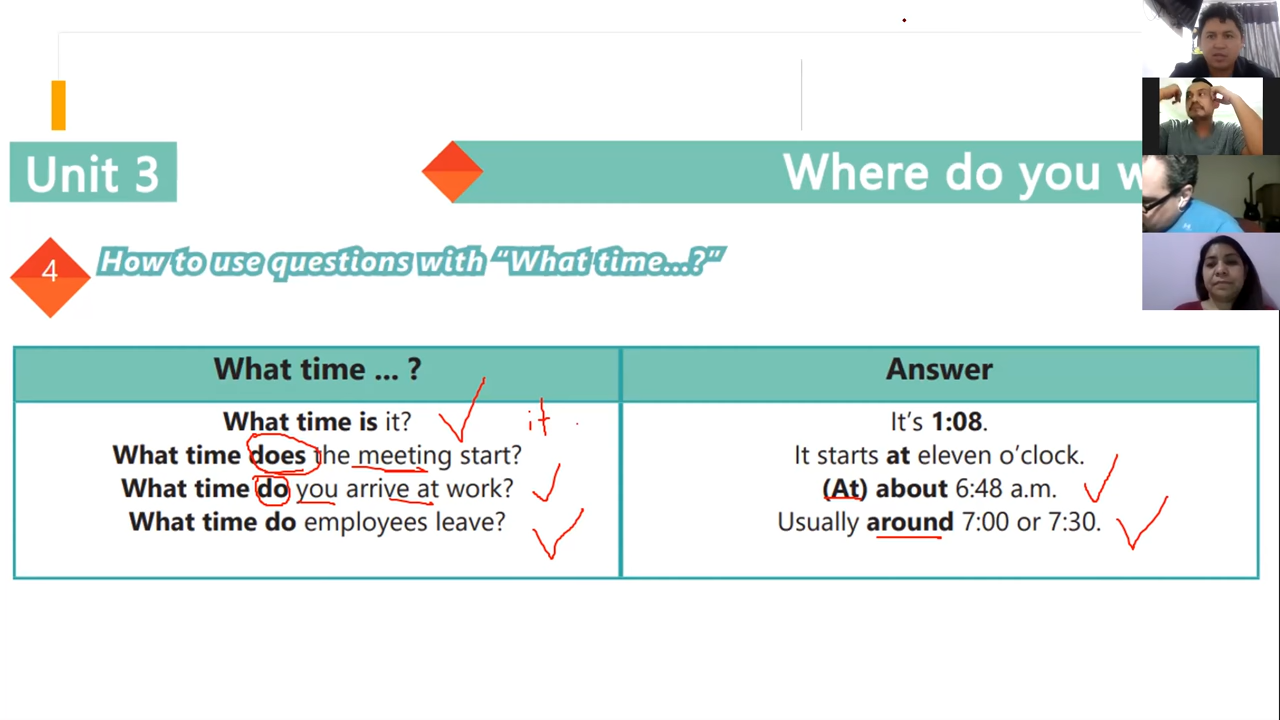 Unit 3
Where do you w
4
How to use questions with “What time...?”
What time ... ?
Answer
What time is it?
it
It's 1:08.
What time does the meeting start?
It starts at eleven o'clock.
What time do you arrive at work?
(At) about 6:48 a.m.
What time do employees leave?
Usually around 7:00 or 7:30.